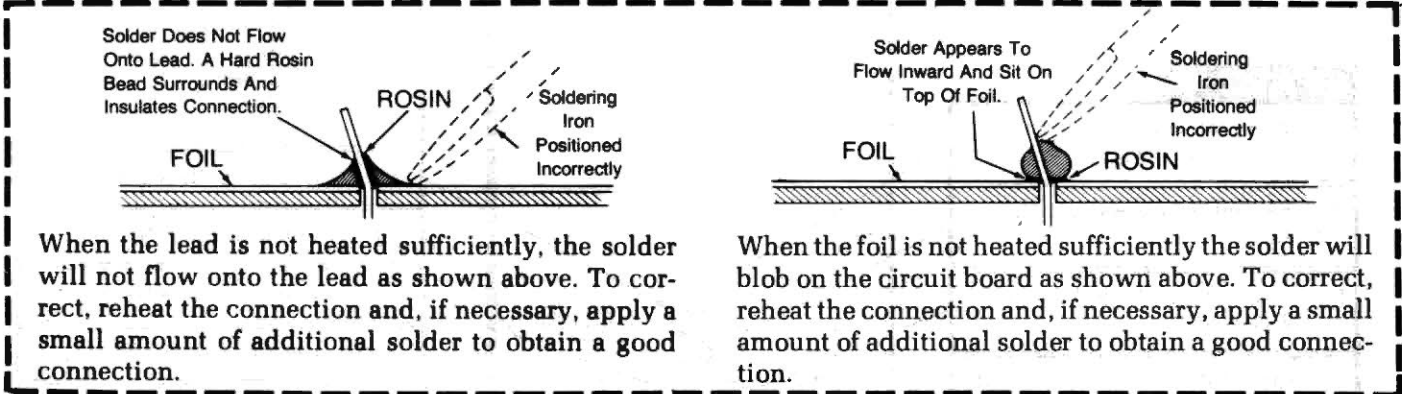 Solder Does Not Flow
Onto Lead. A Hard Rosin
Bead Surrounds And
Insulates Connection.
ROSIN
Soldering
Iron
Positioned
Incorrectly
FOIL
When the lead is not heated sufficiently, the solder
will not flow onto the lead as shown above. To cor-
rect, reheat the connection and, if necessary, apply a
small amount of additional solder to obtain a good
connection.
Solder Appears To
Flow Inward And Sit On
Top Of Foil.
Soldering
Iron
Positioned
Incorrectly
FOIL
ROSIN
When the foil is not heated sufficiently the solder will
blob on the circuit board as shown above. To correct,
reheat the connection and, if necessary, apply a small
amount of additional solder to obtain a good connec-
tion.